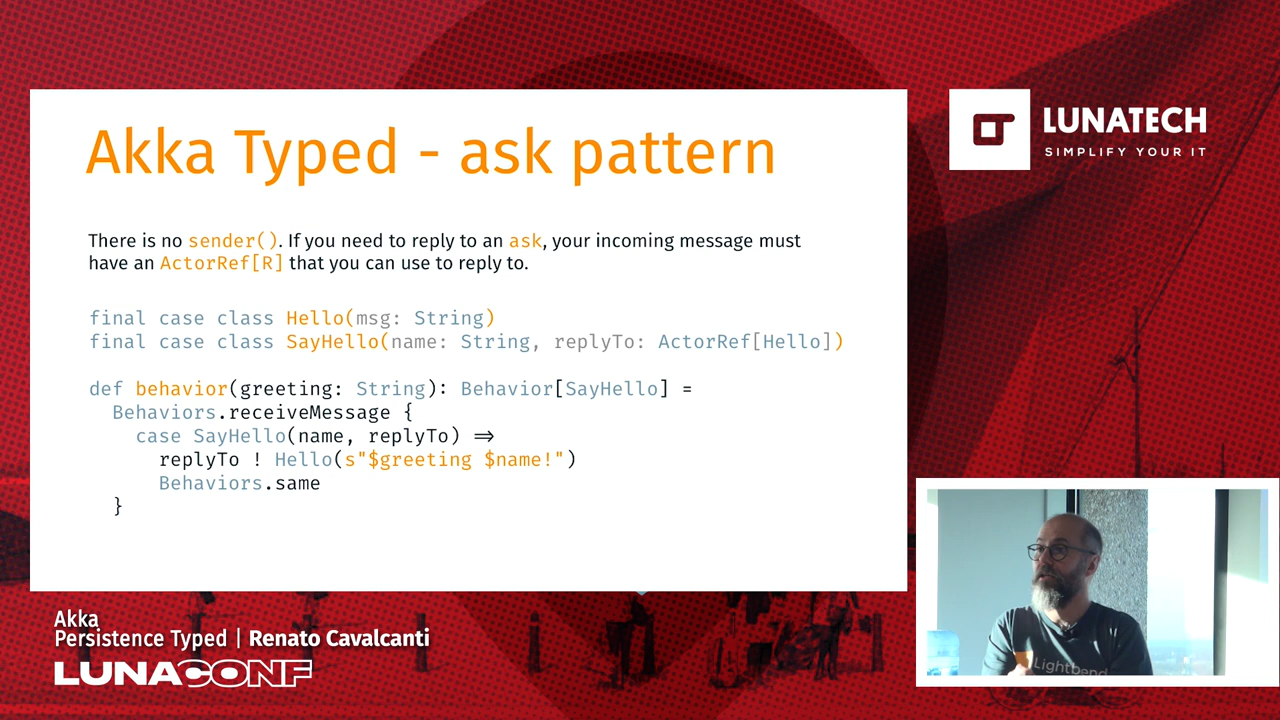 Akka Typed - ask pattern
There is no sender(). If you need to reply to an ask, your incoming message must
have an ActorRef[R] that you can use to reply to.
final case class Hello(msg: String)
final case class SayHello(name: String, replyTo: ActorRef[Hello])
def behavior(greeting: String): Behavior[SayHello] =
  Behaviors.receiveMessage {
    case SayHello(name, replyTo) ⇒
      replyTo ! Hello(s"$greeting $name!")
      Behaviors.same
  }
LUNATECH
SIMPLIFY YOUR IT
Lightbend
Akka
Persistence Typed | Renato Cavalcanti
LUNACONF